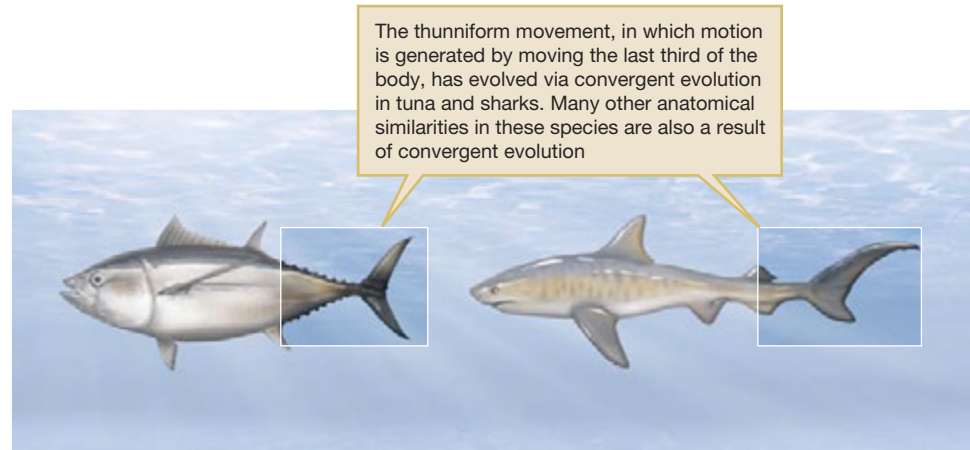 The thunniform movement, in which motion
is generated by moving the last third of the
body, has evolved via convergent evolution
in tuna and sharks. Many other anatomical
similarities in these species are also a result
of convergent evolution